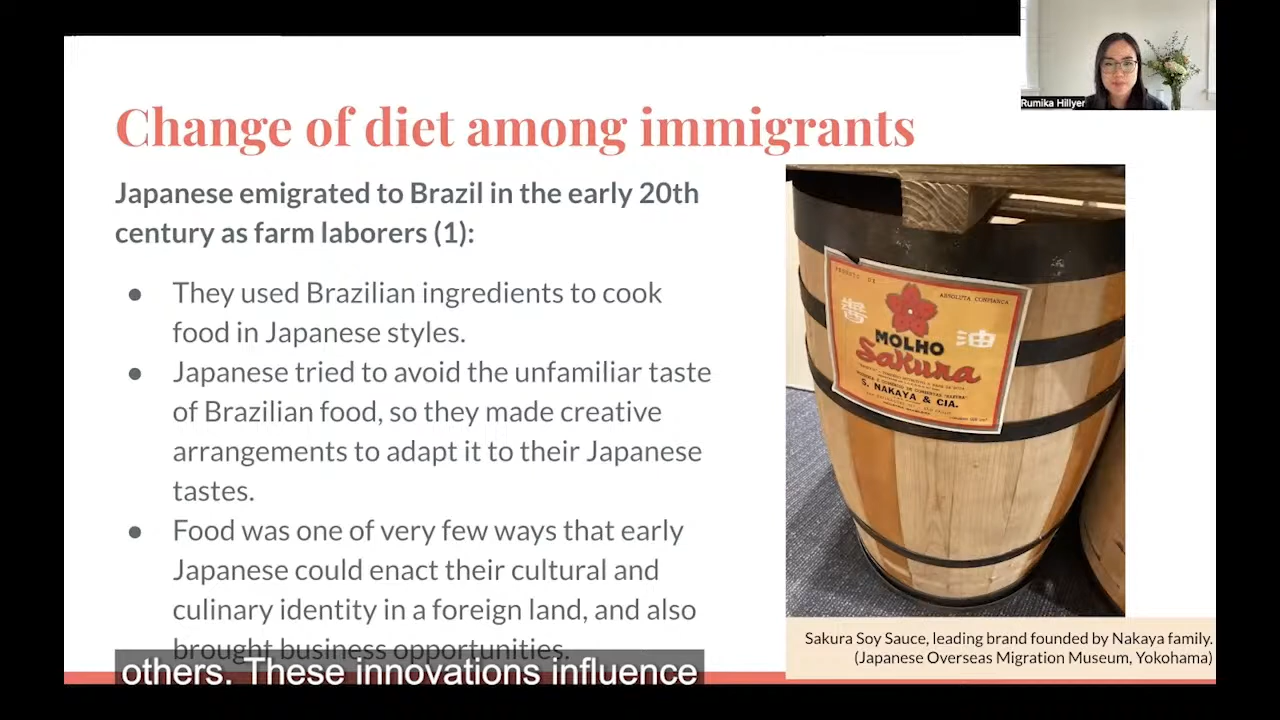 Rumika Hillyer
Change of diet among immigrants
Japanese emigrated to Brazil in the early 20th
century as farm laborers (1):
● They used Brazilian ingredients to cook
food in Japanese styles.
● Japanese tried to avoid the unfamiliar taste
of Brazilian food, so they made creative
arrangements to adapt it to their Japanese
tastes.
● Food was one of very few ways that early
Japanese could enact their cultural and
culinary identity in a foreign land, and also
brought business opportunities.
others. These innovations influence
ABSOLUTA CONFIANÇA
醤油
MOLHO
Sakura
S. NAKAYA & CIA.
Sakura Soy Sauce, leading brand founded by Nakaya family.
(Japanese Overseas Migration Museum, Yokohama)